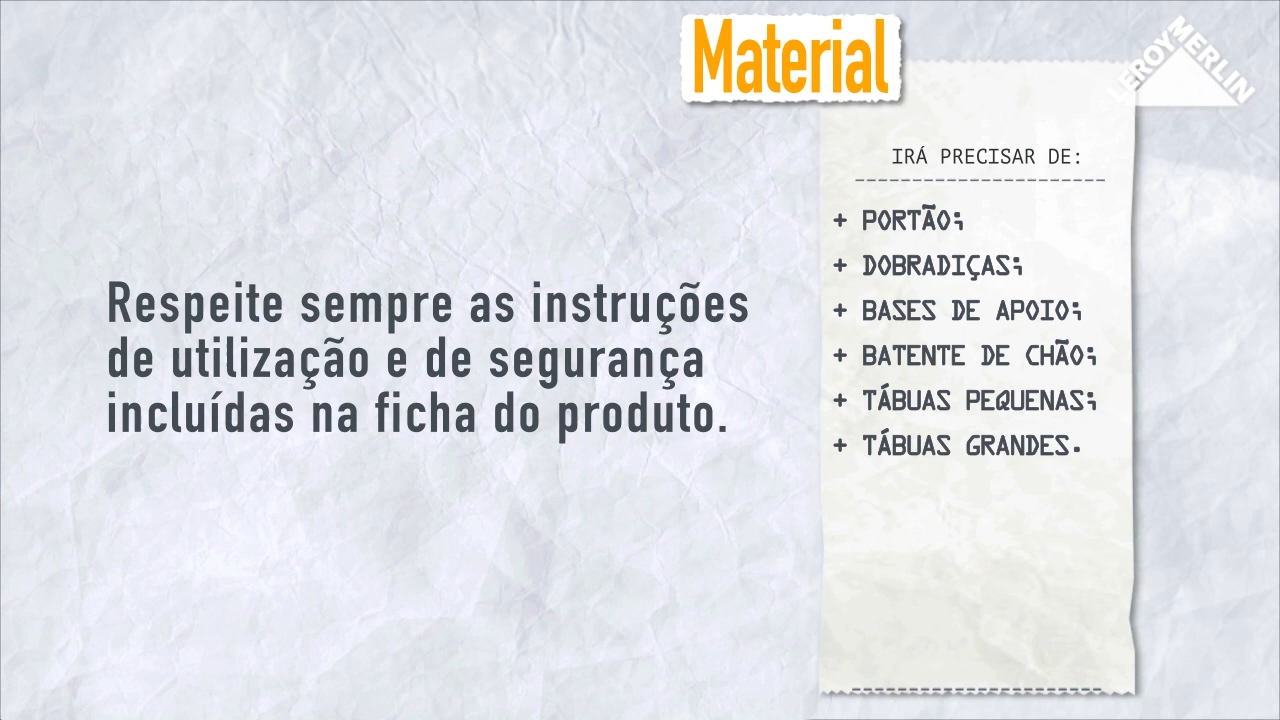 Material
LEROY MERLIN
IRÁ PRECISAR DE:
+ PORTÃO;
+ DOBRADIÇAS;
+ BASES DE APOIO;
+ BATENTE DE CHÃO;
+ TÁBUAS PEQUENAS;
+ TÁBUAS GRANDES.
Respeite sempre as instruções
de utilização e de segurança
incluídas na ficha do produto.